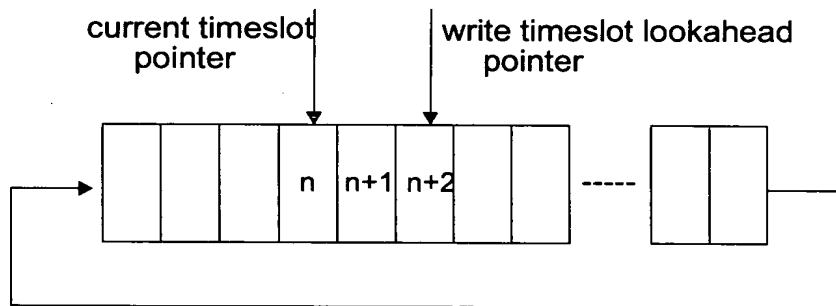 current timeslot
pointer
write timeslot lookahead
pointer
n n+1 n+2